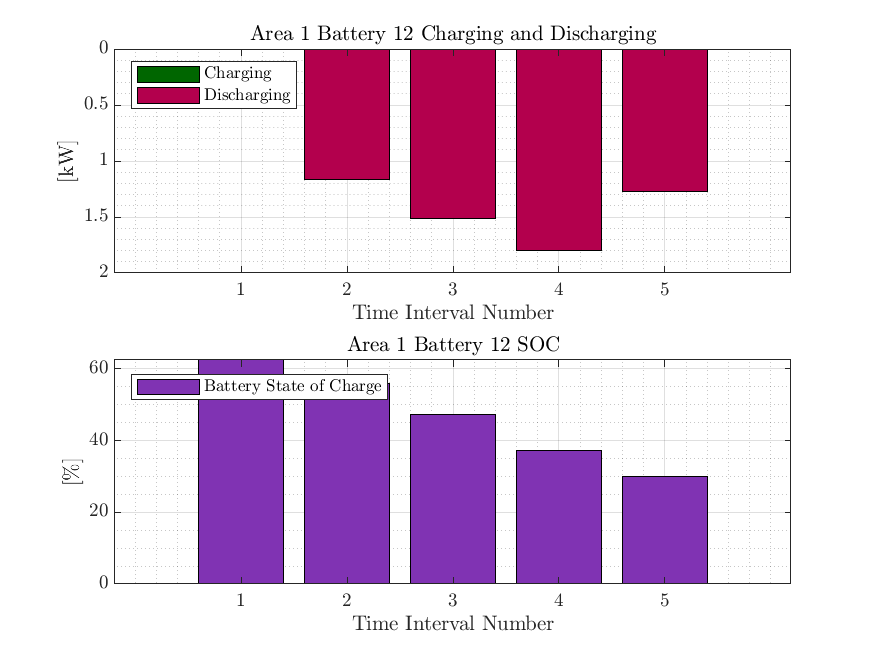 Area 1 Battery 12 Charging and Discharging
0
0.5
1
1.5
2
[kW]
Charging
Discharging
1 2 3 4 5
Time Interval Number
Area 1 Battery 12 SOC
60
40
20
0
[%]
Battery State of Charge
1 2 3 4 5
Time Interval Number